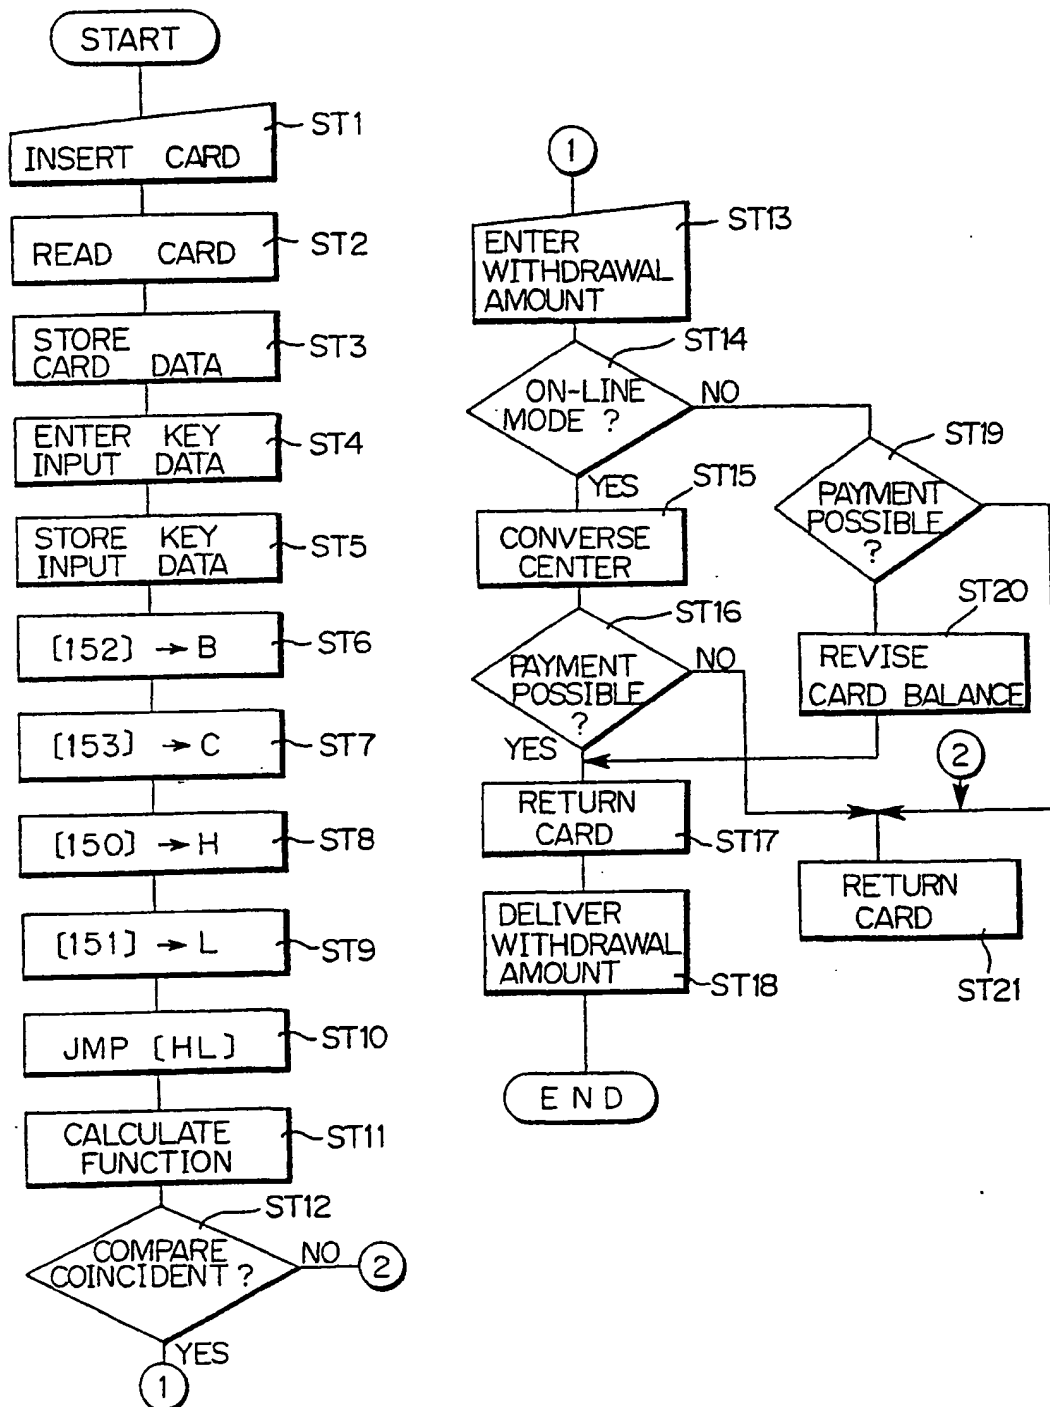 START
INSERT CARD
ST1
READ CARD
ST2
STORE
CARD DATA
ST3
ENTER KEY
INPUT DATA
ST4
STORE KEY
INPUT DATA
ST5
[152] → B
ST6
[153] → C
ST7
[150] → H
ST8
[151] → L
ST9
JMP [HL]
ST10
CALCULATE
FUNCTION
ST11
ST12
COMPARE
COINCIDENT ?
NO
2
YES
1
1
ST13
ENTER
WITHDRAWAL
AMOUNT
ST14
ON-LINE
MODE ?
NO
YES
ST15
CONVERSE
CENTER
ST16
PAYMENT
POSSIBLE
?
NO
YES
RETURN
CARD
ST17
DELIVER
WITHDRAWAL
AMOUNT
ST18
END
ST19
PAYMENT
POSSIBLE
?
ST20
REVISE
CARD BALANCE
2
RETURN
CARD
ST21